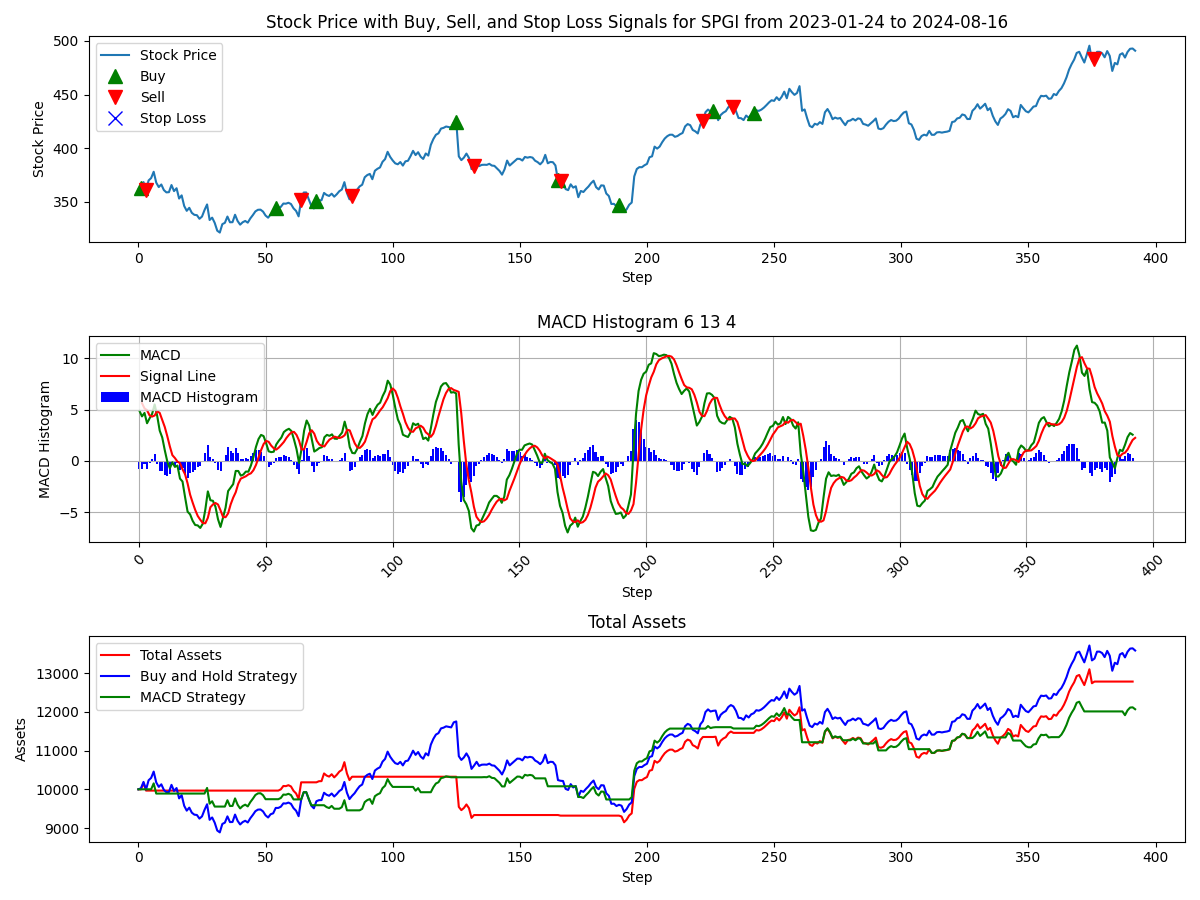 Stock Price with Buy, Sell, and Stop Loss Signals for SPGI from 2023-01-24 to 2024-08-16
500
450
400
350
Stock Price
Stock Price
Buy
Sell
Stop Loss
0 50 100 150 200 250 300 350 400
Step
MACD Histogram 6 13 4
10
5
0
−5
MACD Histogram
MACD
Signal Line
MACD Histogram
0 50 100 150 200 250 300 350 400
Step
Total Assets
13000
12000
11000
10000
9000
Assets
Total Assets
Buy and Hold Strategy
MACD Strategy
0 50 100 150 200 250 300 350 400
Step